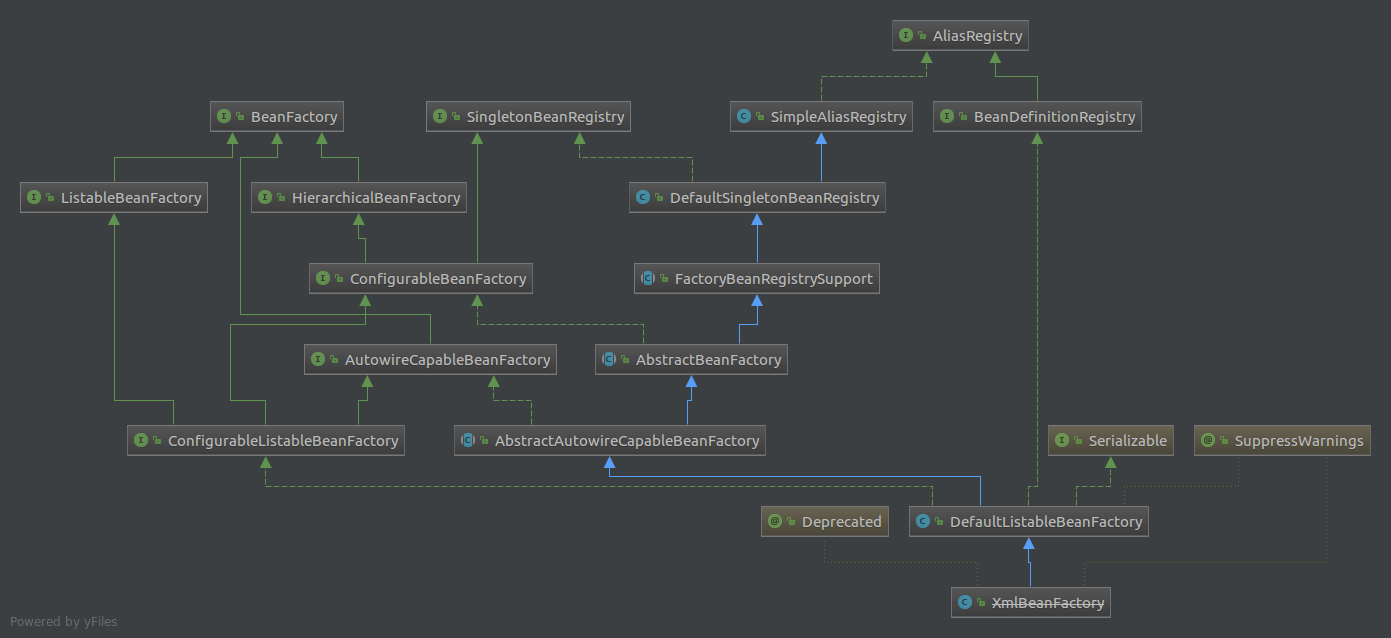 AliasRegistry
BeanFactory
SingletonBeanRegistry
SimpleAliasRegistry
BeanDefinitionRegistry
ListableBeanFactory
HierarchicalBeanFactory
DefaultSingletonBeanRegistry
ConfigurableBeanFactory
FactoryBeanRegistrySupport
AutowireCapableBeanFactory
AbstractBeanFactory
ConfigurableListableBeanFactory
AbstractAutowireCapableBeanFactory
Serializable
SuppressWarnings
Deprecated
DefaultListableBeanFactory
XmlBeanFactory
Powered by yFiles